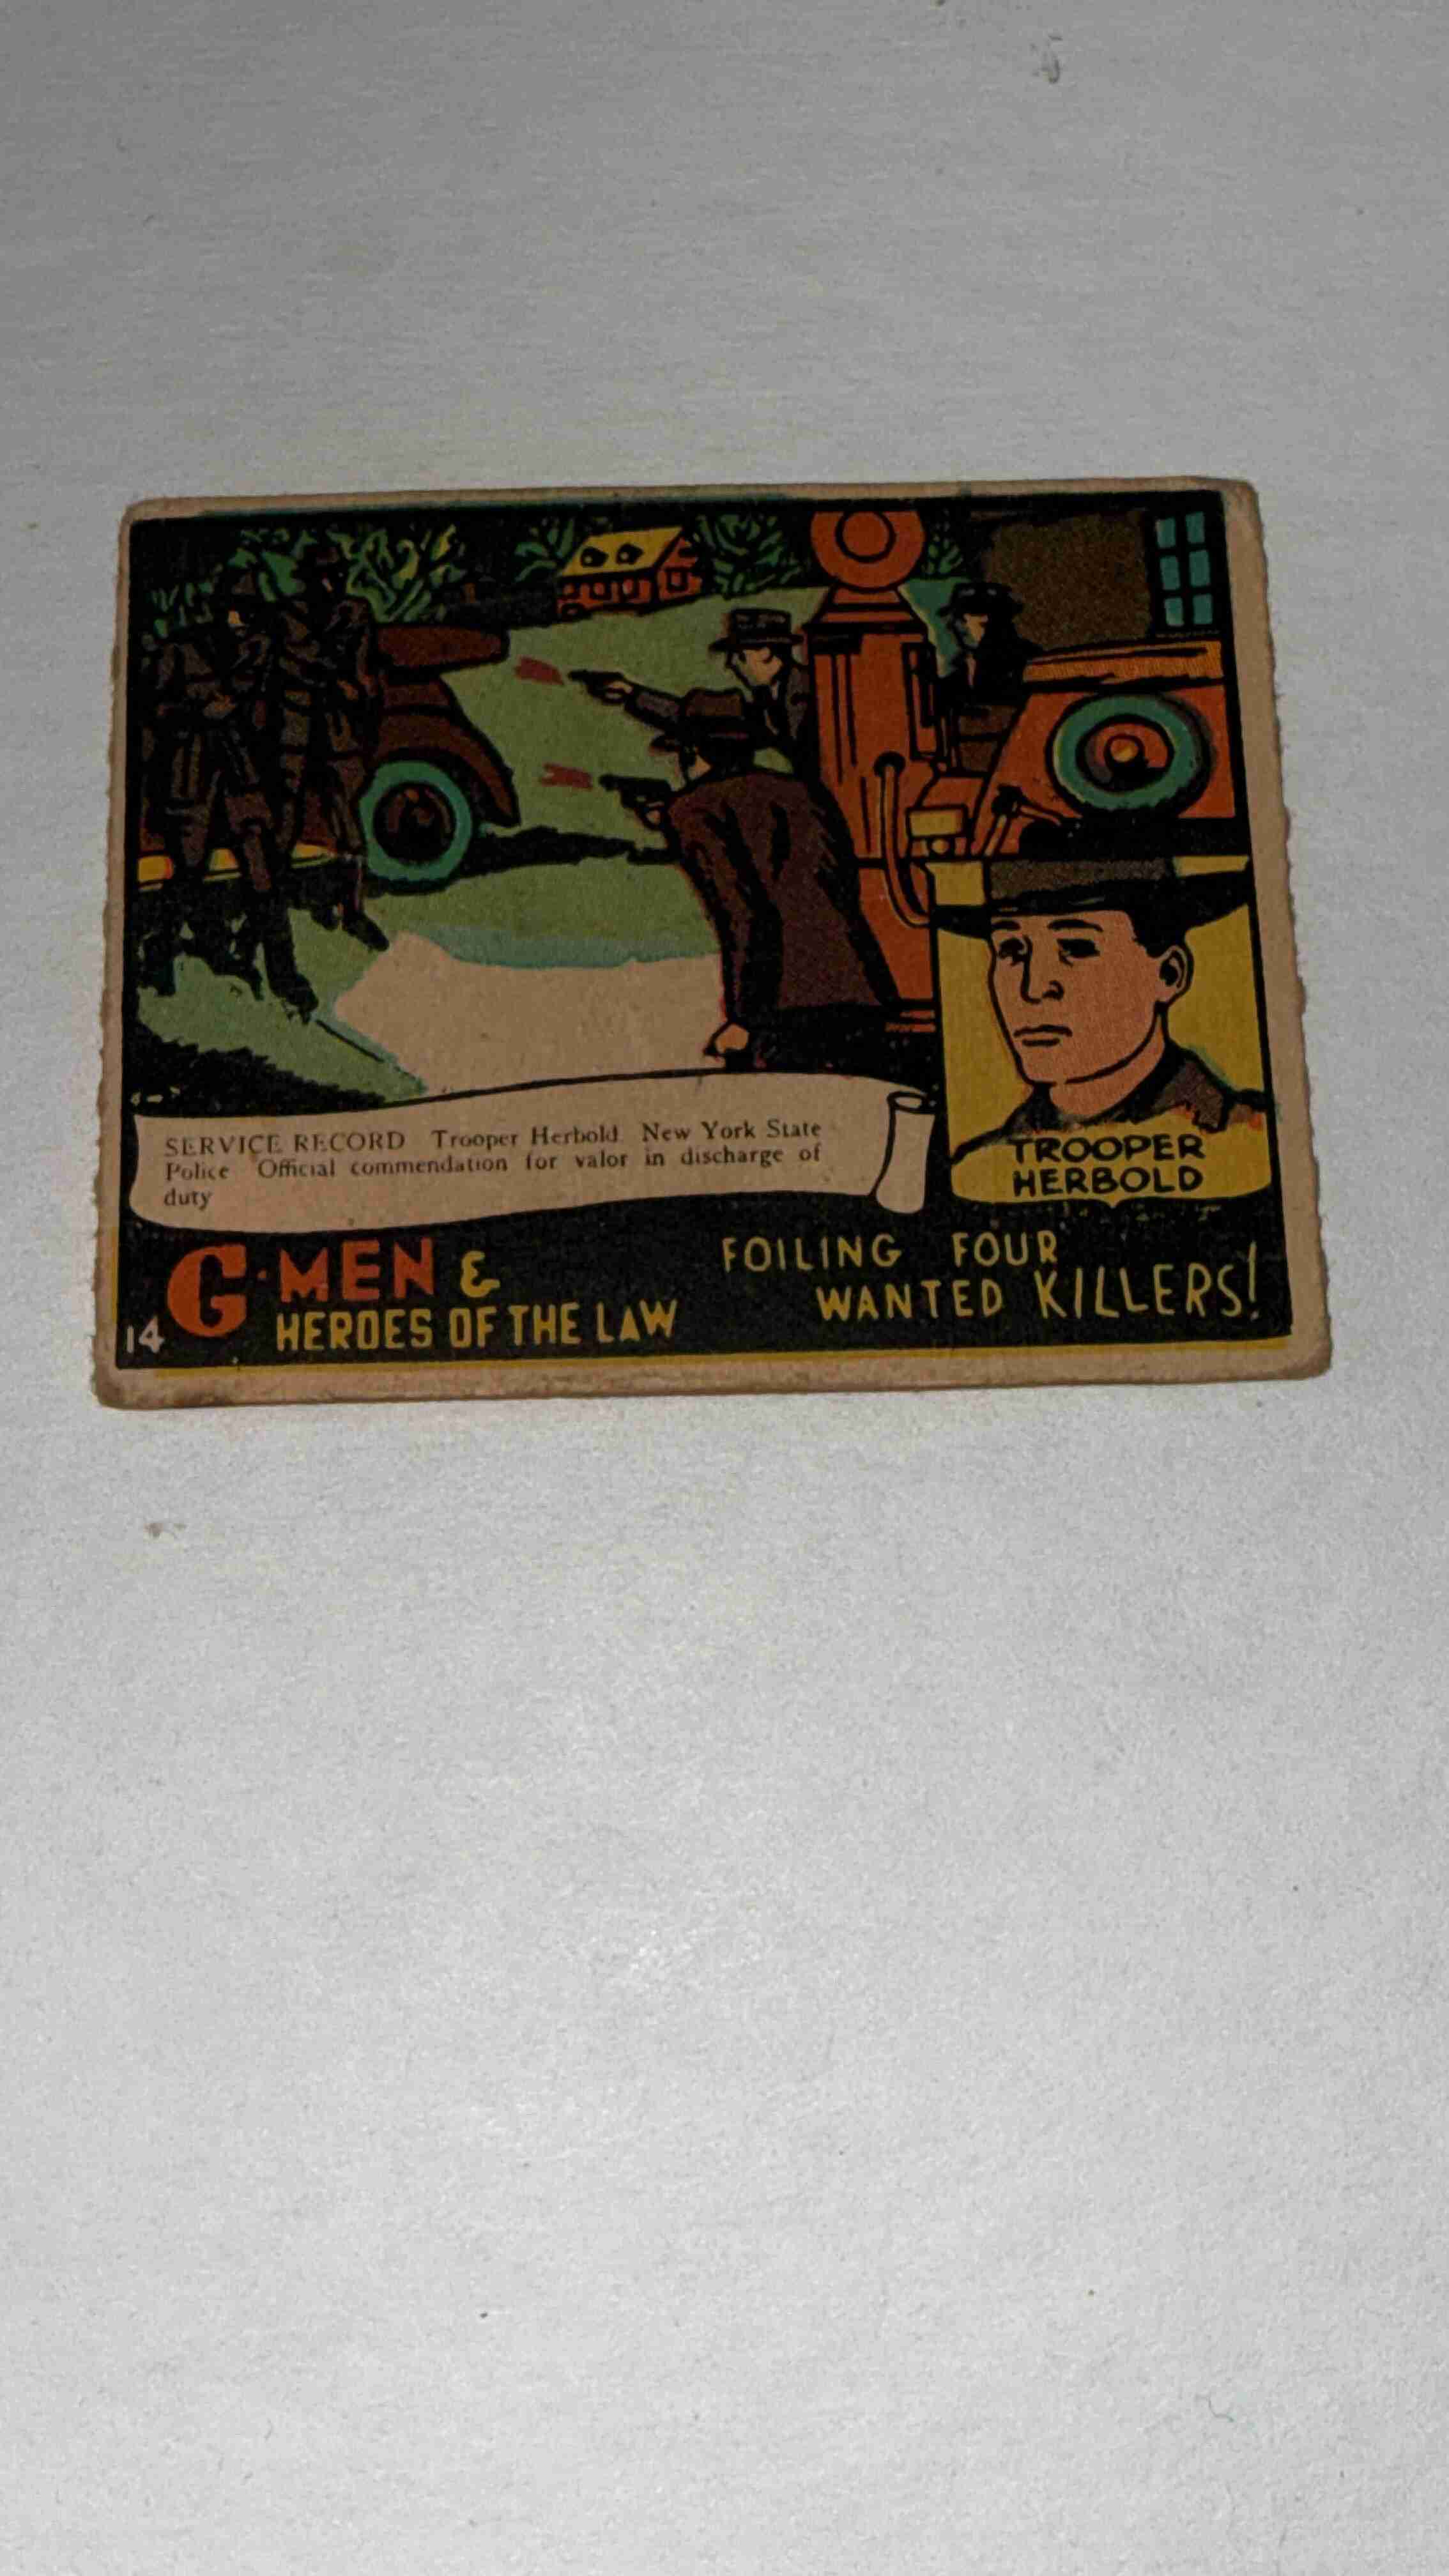 SERVICE RECORD Trooper Herbold New York State
Police Official commendation for valor in discharge of
duty
TROOPER
HERBOLD
G-MEN &
HEROES OF THE LAW
14
FOILING FOUR
WANTED KILLERS!